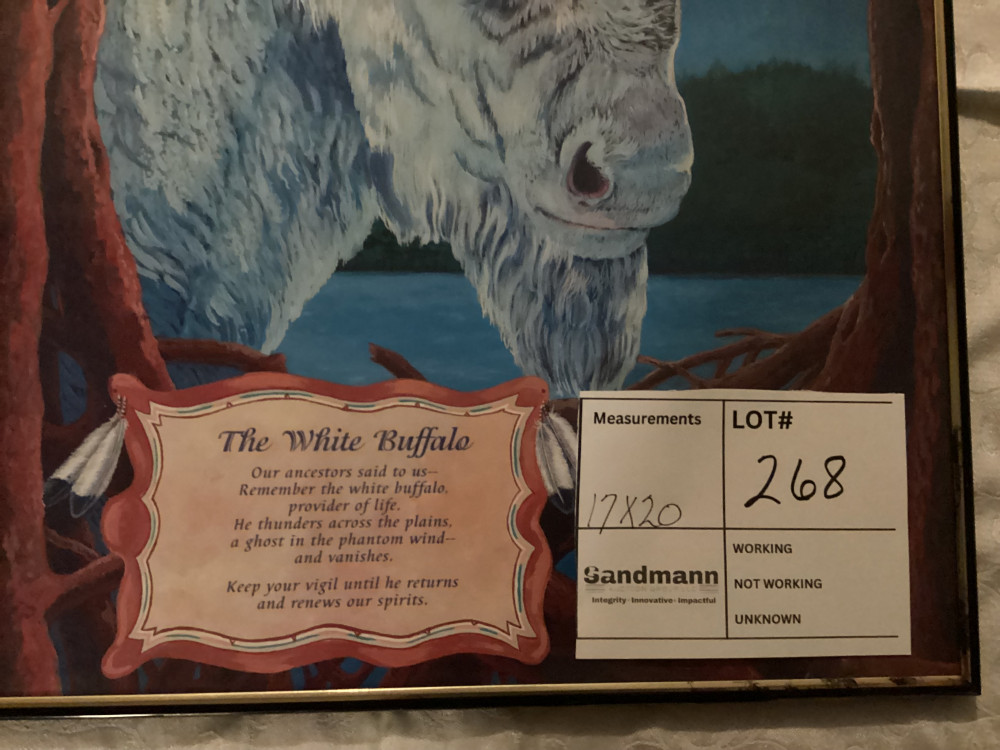 The White Buffalo
Our ancestors said to us--
Remember the white buffalo,
provider of life.
He thunders across the plains,
a ghost in the phantom wind--
and vanishes.
Keep your vigil until he returns
and renews our spirits.
Measurements
17X20
LOT#
268
Sandmann
Integrity · Innovative · Impactful
WORKING
NOT WORKING
UNKNOWN